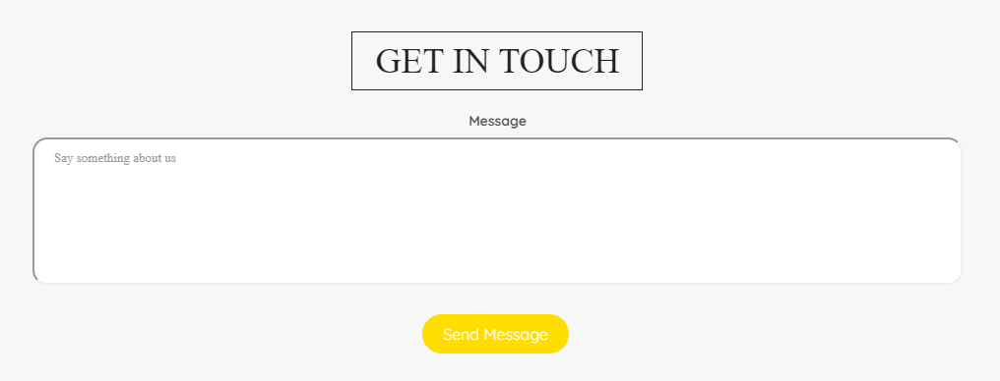 GET IN TOUCH
Message
Say something about us
Send Message